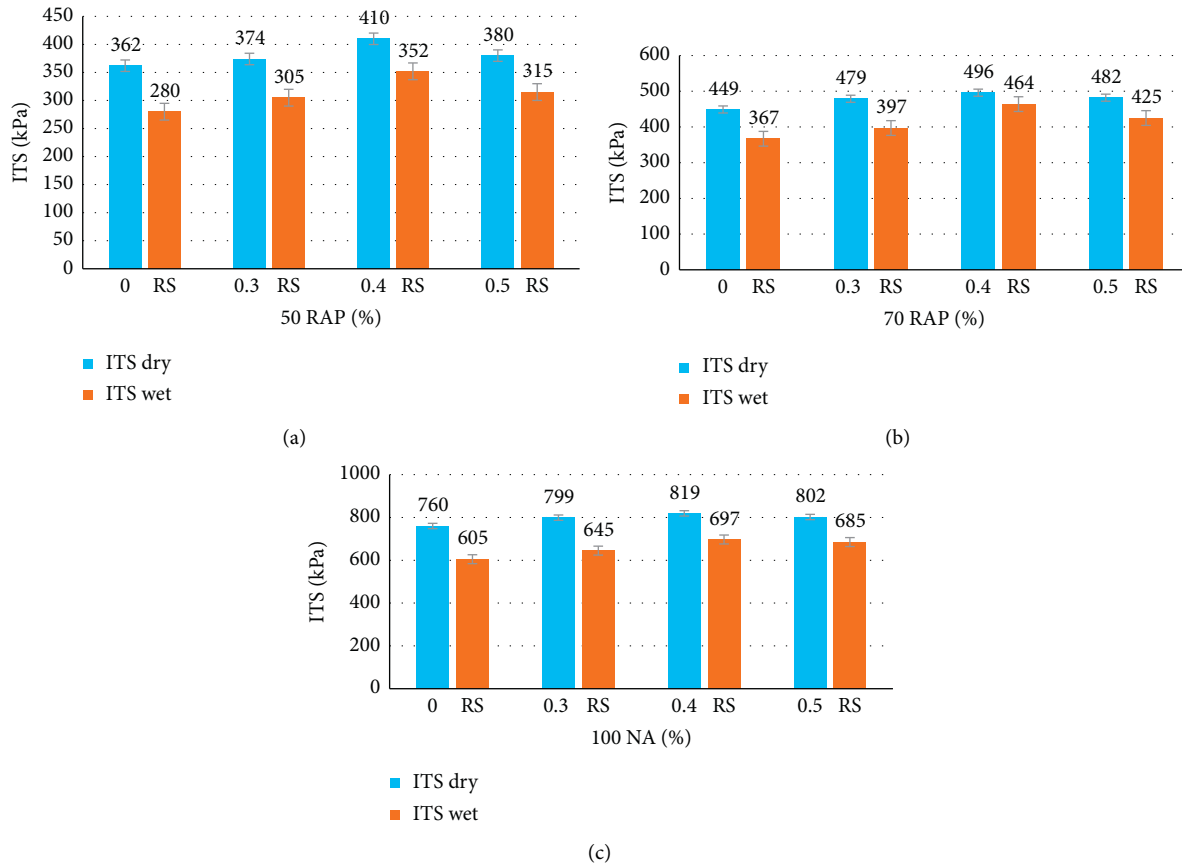 450
400
350
300
250
200
150
100
50
0
ITS (kPa)
362
280
374
305
410
352
380
315
0 RS 0.3 RS 0.4 RS 0.5 RS
50 RAP (%)
ITS dry
ITS wet
(a)
600
500
400
300
200
100
0
ITS (kPa)
449
367
479
397
496
464
482
425
0 RS 0.3 RS 0.4 RS 0.5 RS
70 RAP (%)
ITS dry
ITS wet
(b)
1000
800
600
400
200
0
ITS (kPa)
760
605
799
645
819
697
802
685
0 RS 0.3 RS 0.4 RS 0.5 RS
100 NA (%)
ITS dry
ITS wet
(c)